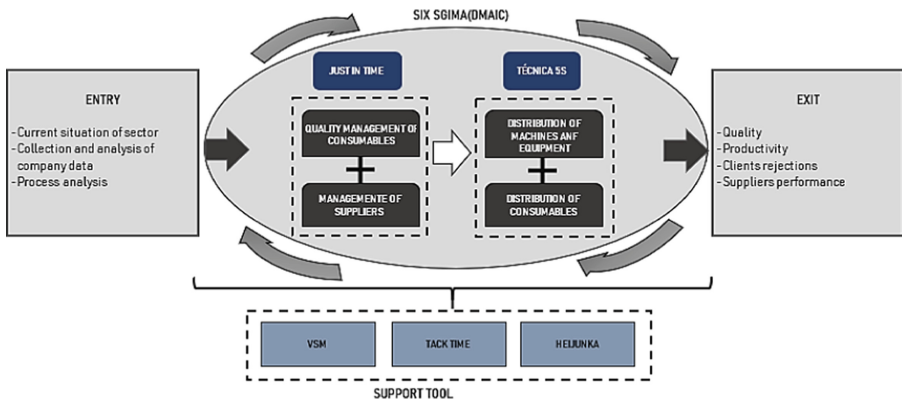 SIX SGIMA(DMAIC)
ENTRY
-Current situation of sector
-Collection and analysis of
company data
-Process analysis
JUST IN TIME
QUALITY MANAGEMENT OF
CONSUMABLES
MANAGEMENTE OF
SUPPLIERS
TÉCNICA 5S
DISTRIBUTION OF
MACHINES ANF
EQUIPMENT
DISTRIBUTION OF
CONSUMABLES
EXIT
-Quality
-Productivity
-Clients rejections
-Suppliers performance
VSM
TACK TIME
HEIJUNKA
SUPPORT TOOL